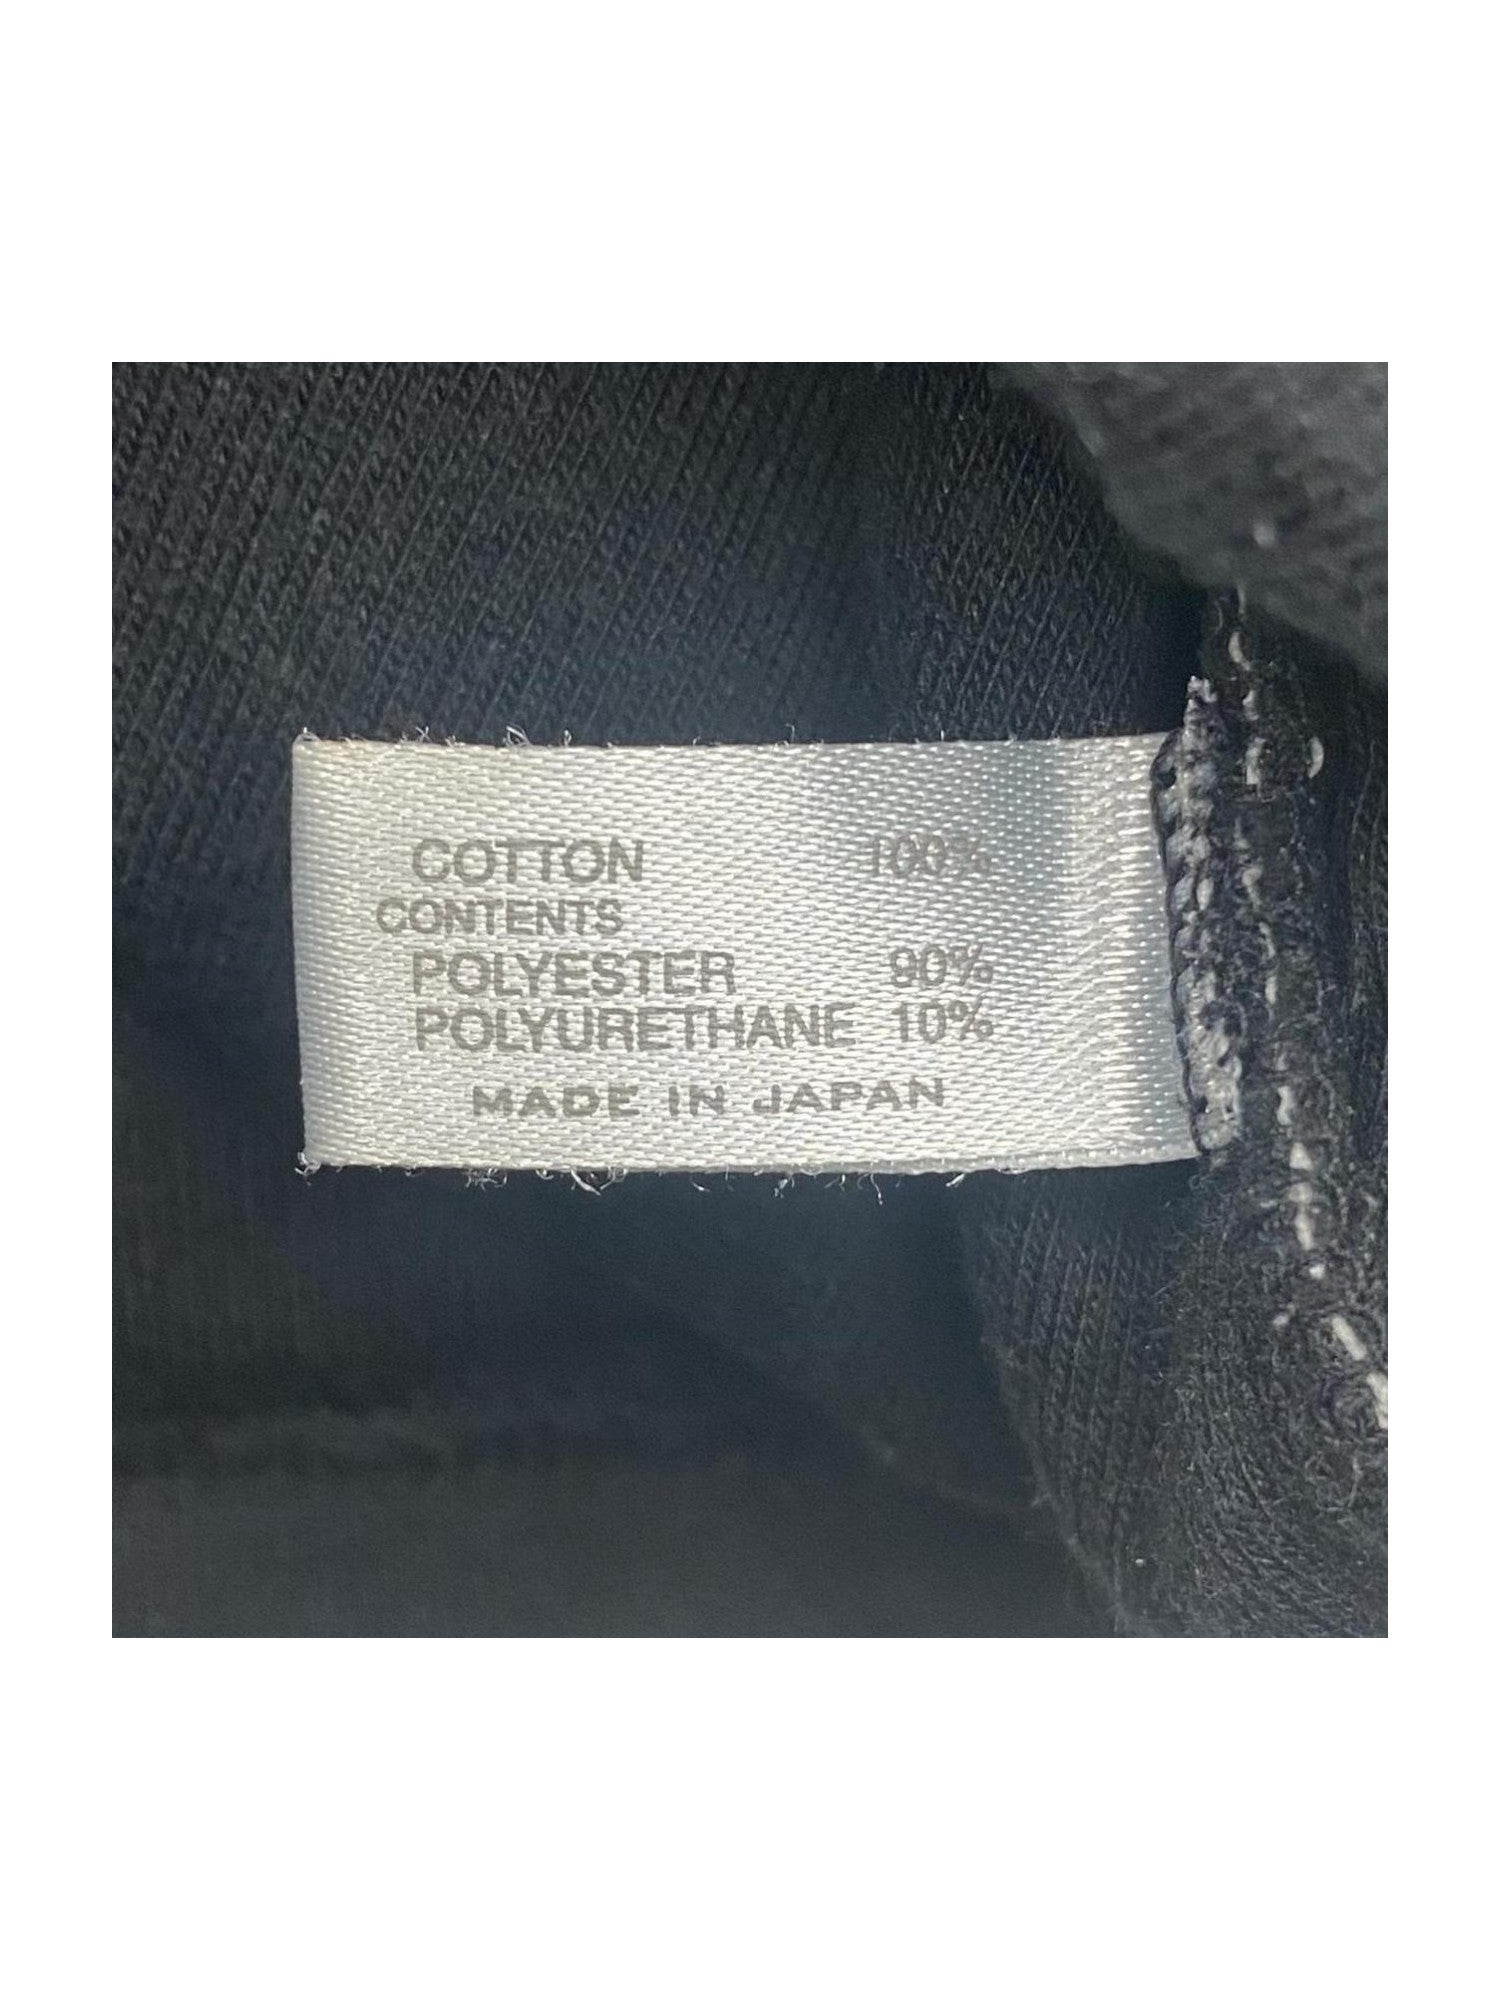 COTTON 100%
CONTENTS
POLYESTER 90%
POLYURETHANE 10%
MADE IN JAPAN